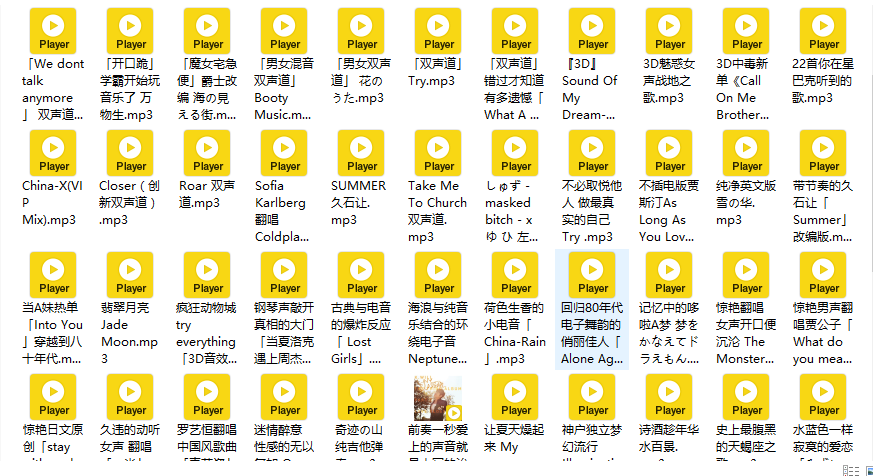 Player Player Player Player Player Player Player Player Player Player Player
「We dont talk anymore 」 双声道...
「开口跪」学霸开始玩音乐了 万物生.mp3
「魔女宅急便」爵士改编 海の見える街.m...
「男女混音双声道」Booty Music.m...
「男女双声道」 花のうた.mp3
「双声道」Try.mp3
「双声道」错过才知道有多遗憾「What A ...
『3D』Sound Of My Dream-...
3D魅惑女声战地之歌.mp3
3D中毒新单《Call On Me Brother...
22首你在星巴克听到的歌.mp3
Player Player Player Player Player Player Player Player Player Player Player
China-X(VIP Mix).mp3
Closer（创新双声道）.mp3
Roar 双声道.mp3
Sofia Karlberg 翻唱 Coldpla...
SUMMER 久石让.mp3
Take Me To Church 双声道.mp3
しゅず - masked bitch - x ゆ ひ 左...
不必取悦他人 做最真实的自己 Try .mp3
不插电版贾斯汀As Long As You Lov...
纯净英文版 雪の华.mp3
带节奏的久石让「Summer」改编版.m...
Player Player Player Player Player Player Player Player Player Player Player
当A妹热单「Into You」穿越到八十年代.m...
翡翠月亮 Jade Moon.mp3
疯狂动物城 try everything「3D音效...
钢琴声敲开真相的大门「当夏洛克遇上周杰...
古典与电音的爆炸反应「 Lost Girls」....
海浪与纯音乐结合的环绕电子音 Neptune...
荷色生香的小电音「China-Rain」.mp3
回归80年代电子舞韵的俏丽佳人「Alone Ag...
记忆中的哆啦A梦 梦をかなえてドラえもん....
惊艳翻唱 女声开口便沉沦 The Monster...
惊艳男声翻唱贾公子「What do you mea...
Player Player Player Player Player Player Player Player Player Player
惊艳日文原创「stay
久违的动听女声 翻唱
罗艺恒翻唱中国风歌曲
迷情醉意 性感的无以
奇迹の山 纯吉他弹
前奏一秒爱上的声音就
让夏天燥起来 My
神户独立梦幻流行
诗酒趁年华 水百景.
史上最腹黑的天蝎座之
水蓝色一样寂寞的爱恋